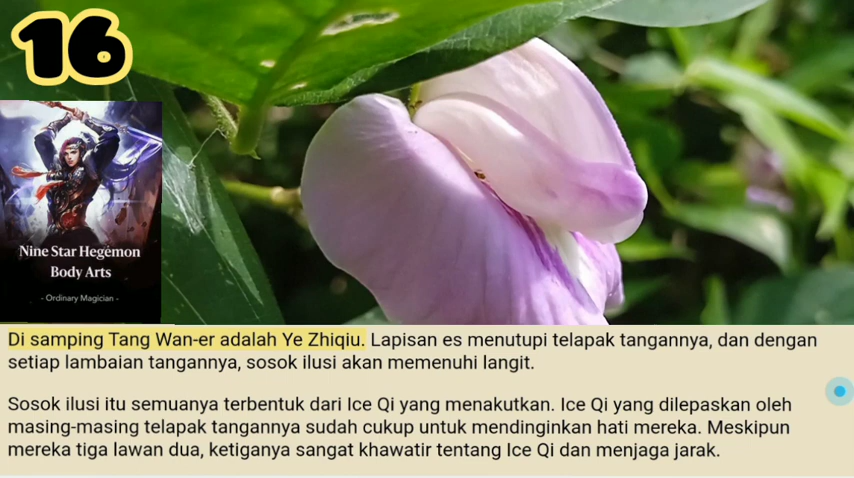 16
Nine Star Hegemon
Body Arts
- Ordinary Magician -
Di samping Tang Wan-er adalah Ye Zhiqiu. Lapisan es menutupi telapak tangannya, dan dengan
setiap lambaian tangannya, sosok ilusi akan memenuhi langit.
Sosok ilusi itu semuanya terbentuk dari Ice Qi yang menakutkan. Ice Qi yang dilepaskan oleh
masing-masing telapak tangannya sudah cukup untuk mendinginkan hati mereka. Meskipun
mereka tiga lawan dua, ketiganya sangat khawatir tentang Ice Qi dan menjaga jarak.